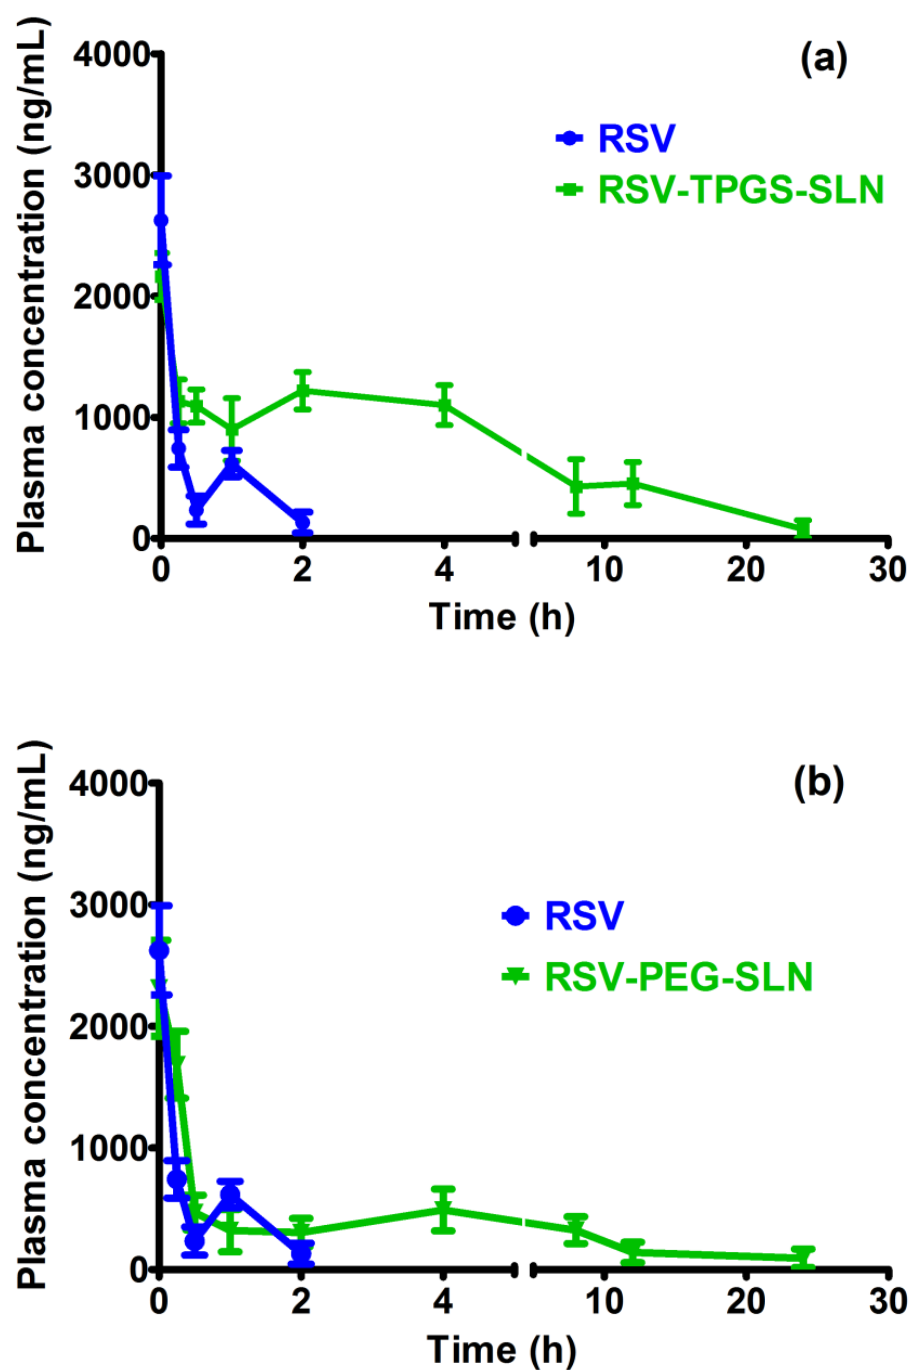 (a)
Plasma concentration (ng/mL)
4000
3000
2000
1000
0
RSV
RSV-TPGS-SLN
0 2 4 10 20 30
Time (h)
(b)
Plasma concentration (ng/mL)
4000
3000
2000
1000
0
RSV
RSV-PEG-SLN
0 2 4 10 20 30
Time (h)